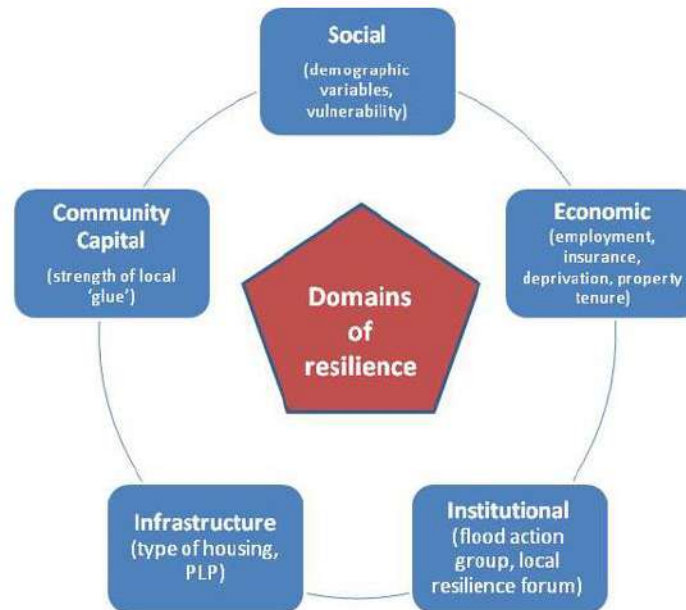 Social
(demographic
variables,
vulnerability)
Community
Capital
(strength of local
'glue')
Economic
(employment,
insurance,
deprivation, property
tenure)
Domains
of
resilience
Infrastructure
(type of housing,
PLP)
Institutional
(flood action
group, local
resilience forum)